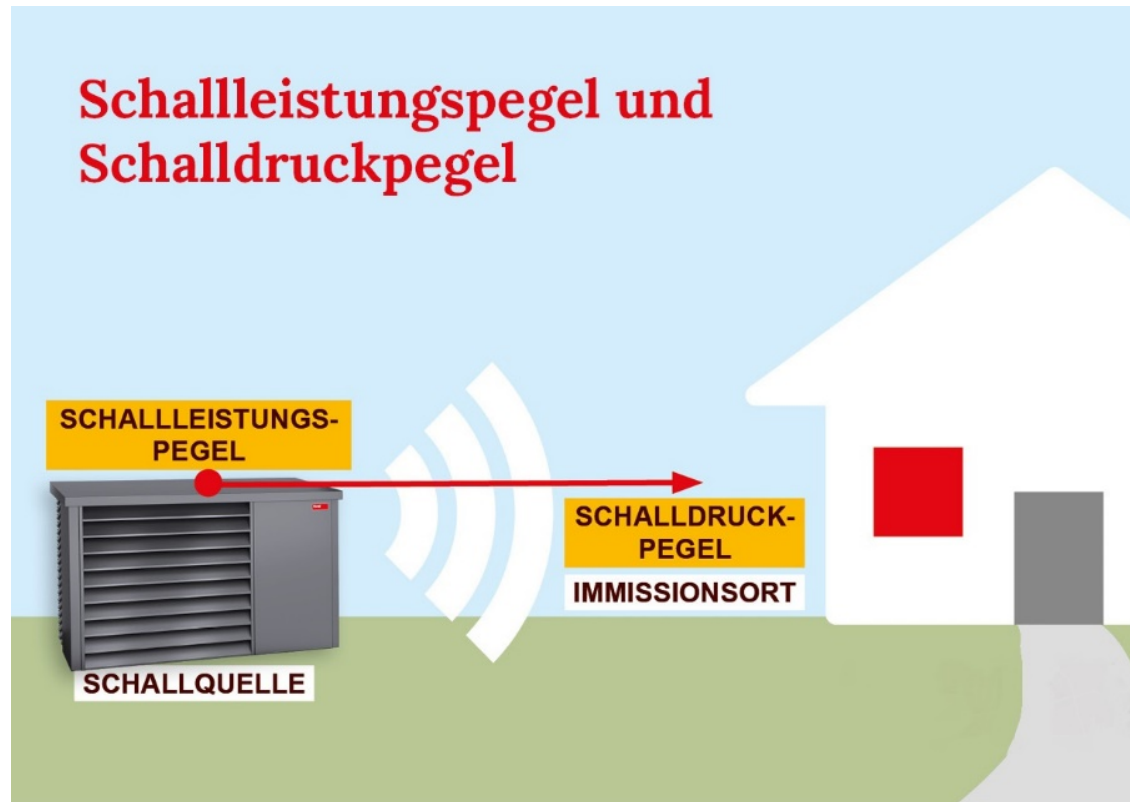 Schallleistungspegel und
Schalldruckpegel
SCHALLLEISTUNGS-
PEGEL
SCHALLDRUCK-
PEGEL
IMMISSIONSORT
SCHALLQUELLE